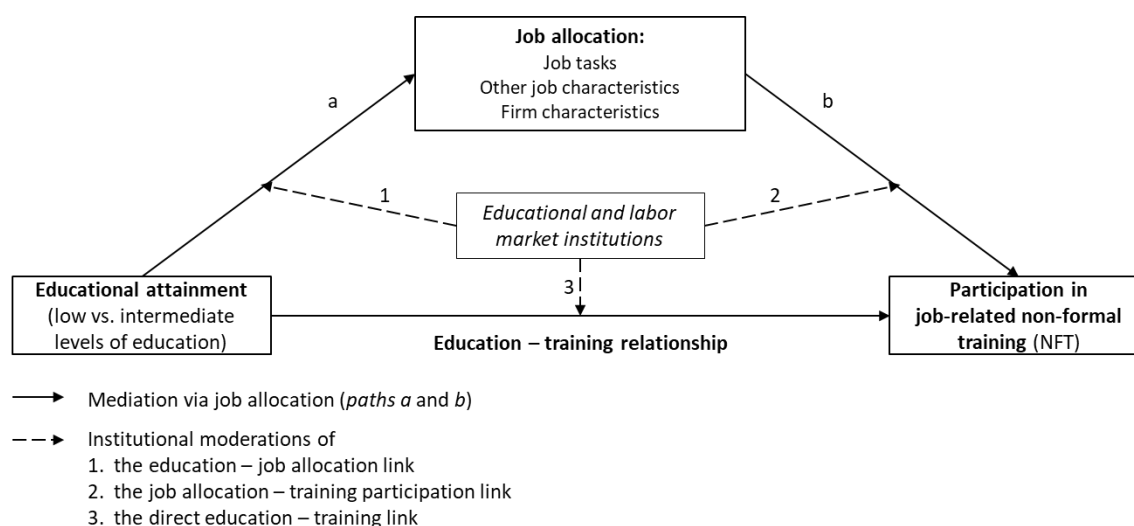 Job allocation:
Job tasks
Other job characteristics
Firm characteristics
a
b
1
2
Educational and labor
market institutions
3
Educational attainment
(low vs. intermediate
levels of education)
Education – training relationship
Participation in
job-related non-formal
training (NFT)
Mediation via job allocation (paths a and b)
Institutional moderations of
1. the education – job allocation link
2. the job allocation – training participation link
3. the direct education – training link